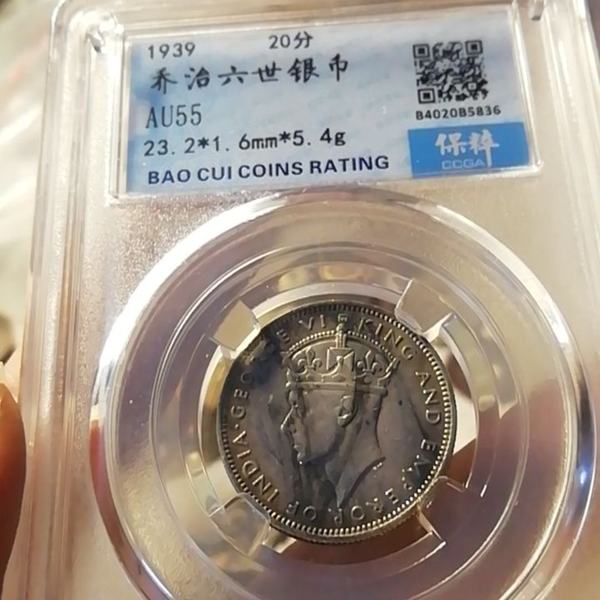 1939 20分
乔治六世银币
AU55
23.2*1.6mm*5.4g
BAO CUI COINS RATING
B4020B5836
保粹
CCGA
GEORGE VI KING AND EMPEROR OF INDIA